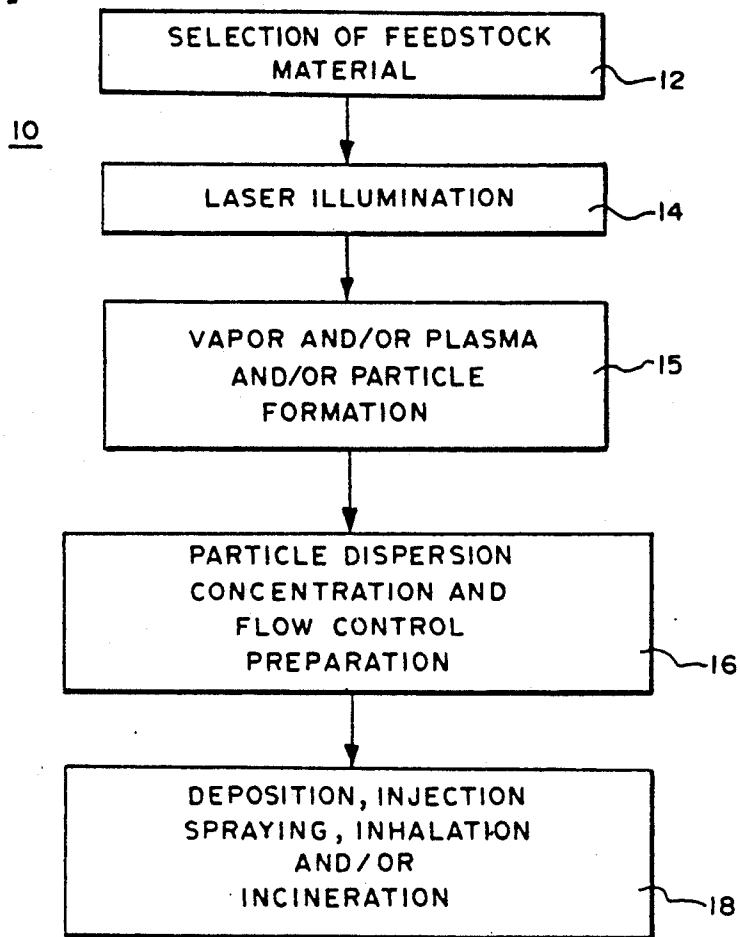 SELECTION OF FEEDSTOCK
MATERIAL
12
10
LASER ILLUMINATION
14
VAPOR AND/OR PLASMA
AND/OR PARTICLE
FORMATION
15
PARTICLE DISPERSION
CONCENTRATION AND
FLOW CONTROL
PREPARATION
16
DEPOSITION, INJECTION
SPRAYING, INHALATION
AND/OR
INCINERATION
18